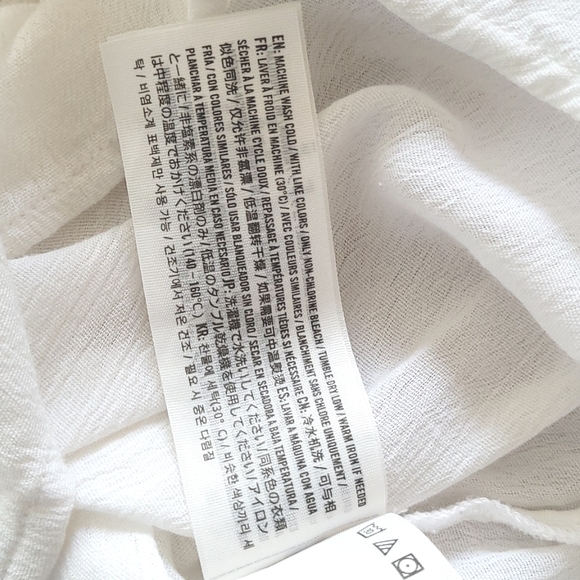 EN: MACHINE WASH COLD / WITH LIKE COLORS / ONLY NON-CHLORINE BLEACH / TUMBLE DRY LOW / WARM IRON IF NEEDED
FR: LAVER À FROID EN MACHINE (30°C) / AVEC COULEURS SIMILAIRES / BLANCHIMENT SANS CHLORE UNIQUEMENT /
SÉCHER À LA MACHINE CYCLE DOUX / REPASSAGE À TEMPÉRATURES TIÈDES SI NÉCESSAIRE CN: 冷水机洗 / 可与相
似色同洗 / 仅允许非氯漂 / 低温翻转干燥 / 如果需要可中温熨烫 ES: LAVAR A MÁQUINA CON AGUA
FRÍA / CON COLORES SIMILARES / SÓLO USAR BLANQUEADOR SIN CLORO / SECAR EN SECADORA A BAJA TEMPERATURA /
PLANCHAR A TEMPERATURA MEDIA EN CASO NECESARIO JP: 洗濯機で水洗いしてください/同系色の衣類
と一緒に/非塩素系の漂白剤のみ/低温のタンブル乾燥機を使用してください/アイロン
は中程度の温度でおかけください (140 - 160°C) KR: 찬물에 세탁(30° C) / 비슷한 색상끼리 세
탁 / 비염소계 표백제만 사용 가능 / 건조기에서 저온 건조 / 필요 시 중온 다림질